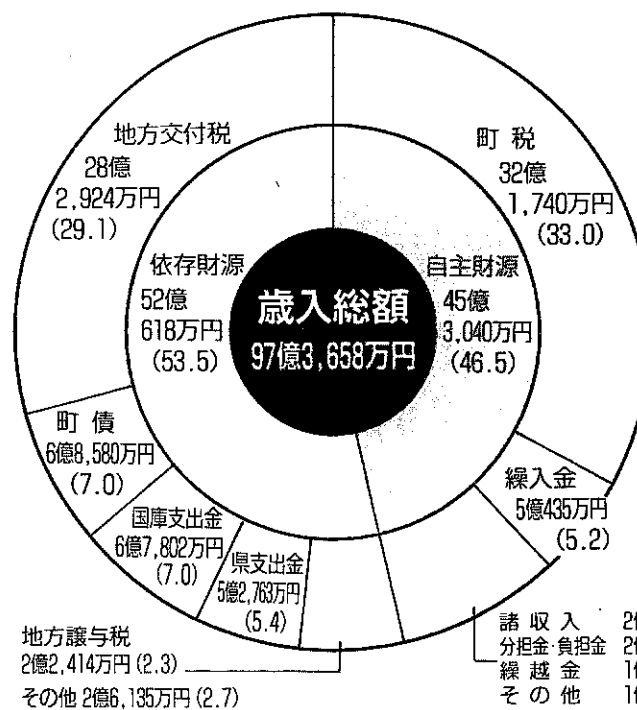 地方交付税
28億
2,924万円
(29.1)
町税
32億
1,740万円
(33.0)
依存財源
52億
618万円
(53.5)
歳入総額
97億3,658万円
自主財源
45億
3,040万円
(46.5)
町債
6億8,580万円
(7.0)
国庫支出金
6億7,802万円
(7.0)
県支出金
5億2,763万円
(5.4)
繰入金
5億435万円
(5.2)
地方譲与税
2億2,414万円(2.3)
その他 2億6,135万円(2.7)
諸収入 2億
分担金・負担金 2億
繰越金 1億
その他 1億